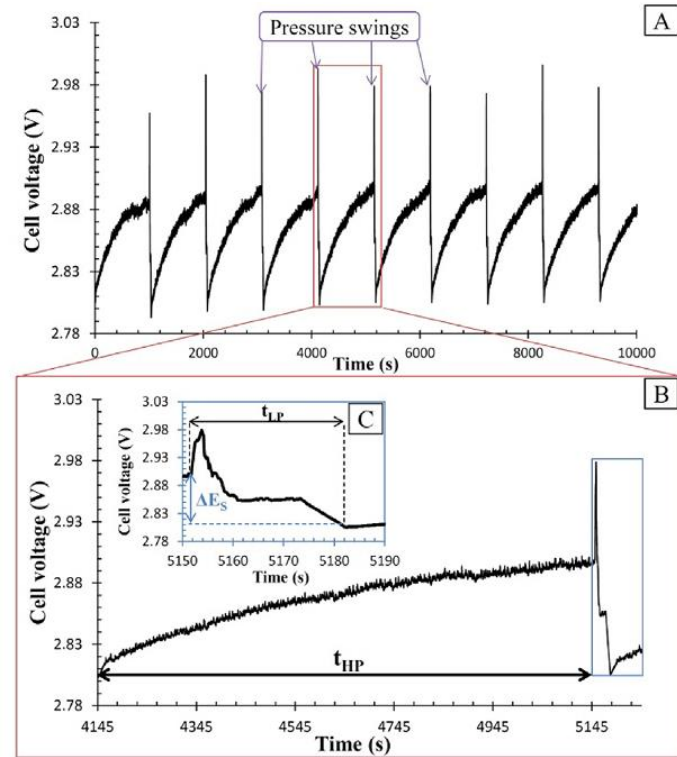 3.03
A
Pressure swings
2.98
2.93
2.88
2.83
2.78
Cell voltage (V)
0
2000
4000
6000
8000
10000
Time (s)
B
3.03
2.98
2.93
2.88
2.83
2.78
Cell voltage (V)
C
t_LP
3.03
2.98
2.93
2.88
2.83
2.78
Cell voltage (V)
ΔE_S
5150
5160
5170
5180
5190
Time (s)
t_HP
4145
4345
4545
4745
4945
5145
Time (s)